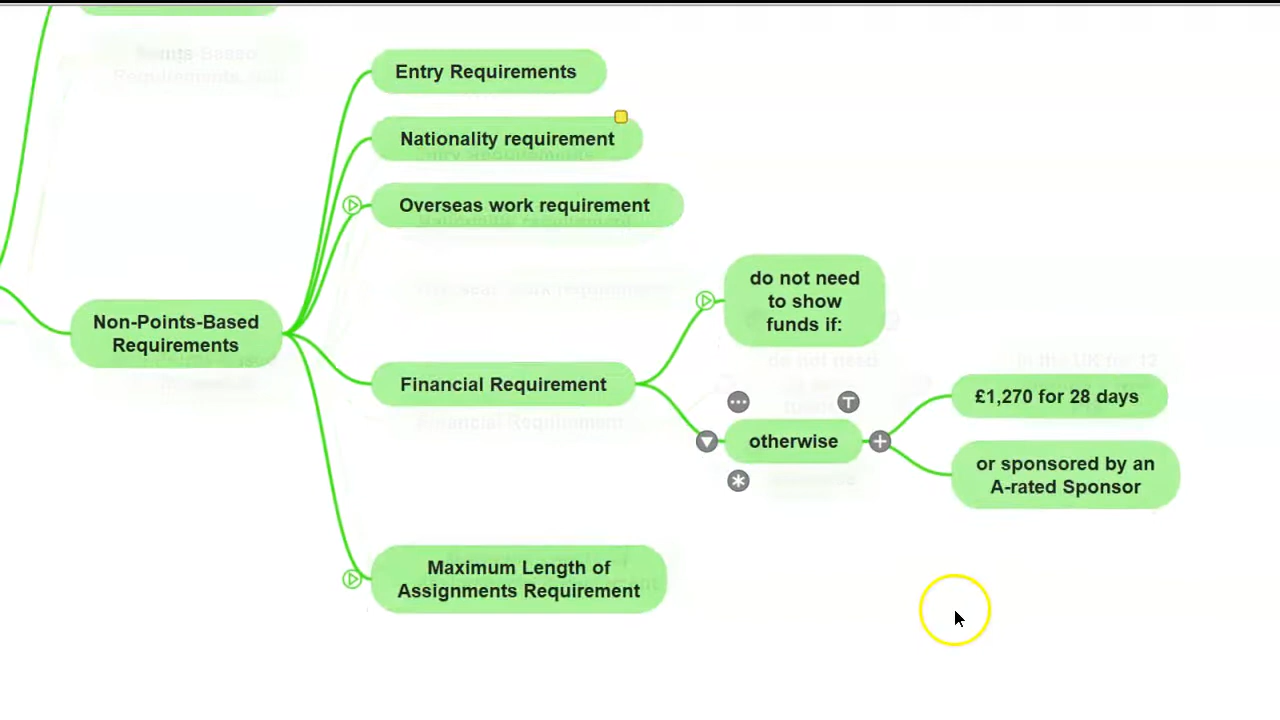 Entry Requirements
Nationality requirement
Overseas work requirement
Non-Points-Based
Requirements
Financial Requirement
do not need
to show
funds if:
otherwise
£1,270 for 28 days
or sponsored by an
A-rated Sponsor
Maximum Length of
Assignments Requirement